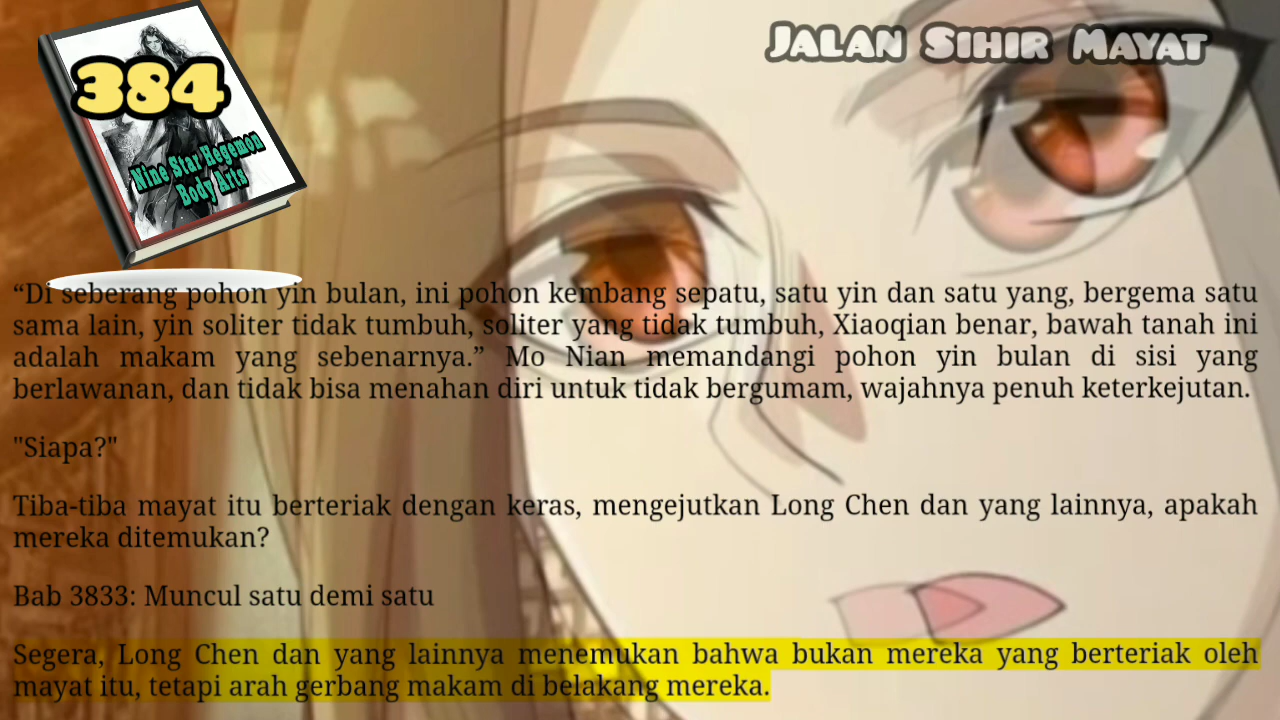 JALAN SIHIR MAYAT
384
Nine Star Hegemon
Body Arts
“Di seberang pohon yin bulan, ini pohon kembang sepatu, satu yin dan satu yang, bergema satu
sama lain, yin soliter tidak tumbuh, soliter yang tidak tumbuh, Xiaoqian benar, bawah tanah ini
adalah makam yang sebenarnya.” Mo Nian memandangi pohon yin bulan di sisi yang
berlawanan, dan tidak bisa menahan diri untuk tidak bergumam, wajahnya penuh keterkejutan.
"Siapa?"
Tiba-tiba mayat itu berteriak dengan keras, mengejutkan Long Chen dan yang lainnya, apakah
mereka ditemukan?
Bab 3833: Muncul satu demi satu
Segera, Long Chen dan yang lainnya menemukan bahwa bukan mereka yang berteriak oleh
mayat itu, tetapi arah gerbang makam di belakang mereka.